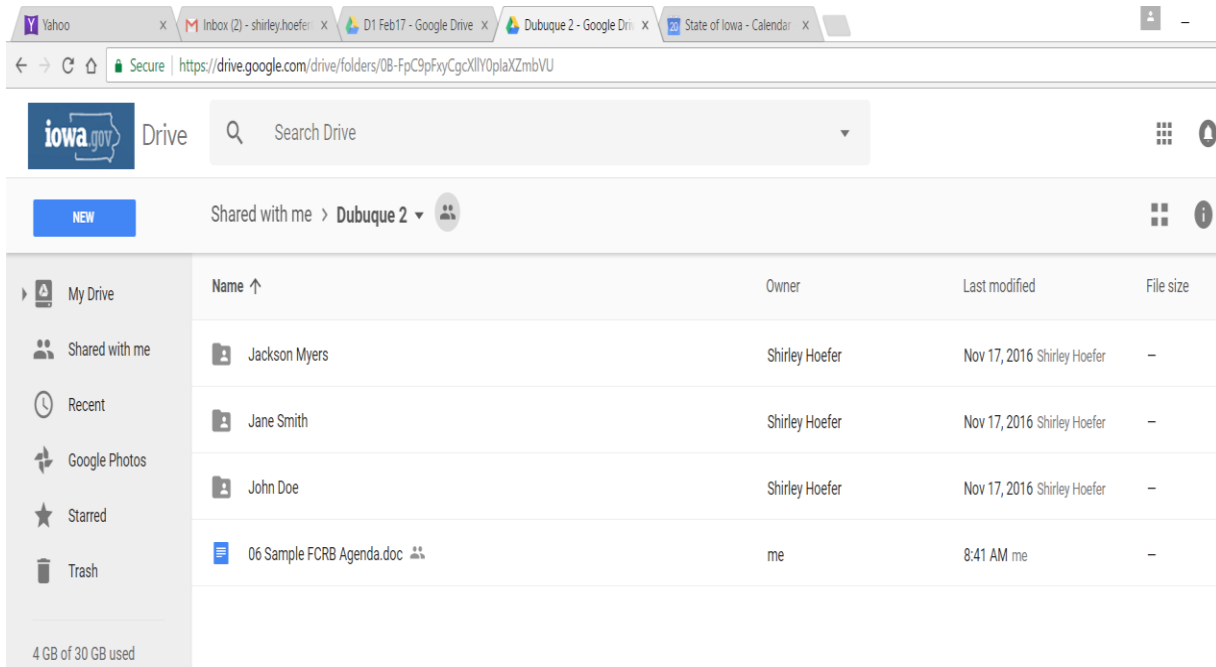 Yahoo x Inbox (2) - shirley.hoefer x D1 Feb17 - Google Drive x Dubuque 2 - Google Driv x State of Iowa - Calendar x
Secure | https://drive.google.com/drive/folders/
iowa.gov Drive Search Drive
NEW Shared with me > Dubuque 2
My Drive
Shared with me
Recent
Google Photos
Starred
Trash
4 GB of 30 GB used
Name Owner Last modified File size
Jackson Myers Shirley Hoefer Nov 17, 2016 Shirley Hoefer –
Jane Smith Shirley Hoefer Nov 17, 2016 Shirley Hoefer –
John Doe Shirley Hoefer Nov 17, 2016 Shirley Hoefer –
06 Sample FCRB Agenda.doc me 8:41 AM me –